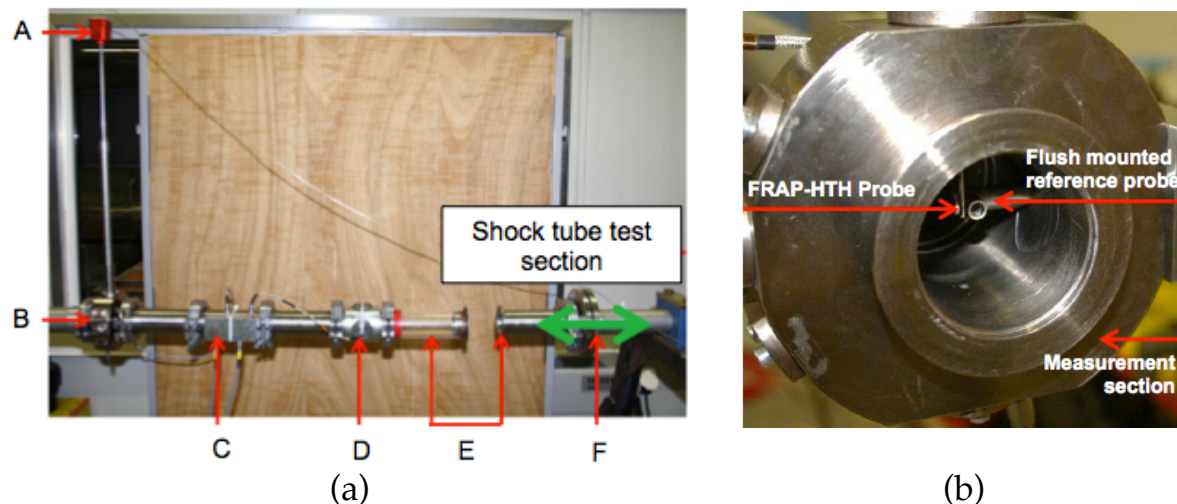 A
B
Shock tube test
section
C
D
E
F
(a)
FRAP-HTH Probe
Flush mounted
reference probe
Measurement
section
(b)